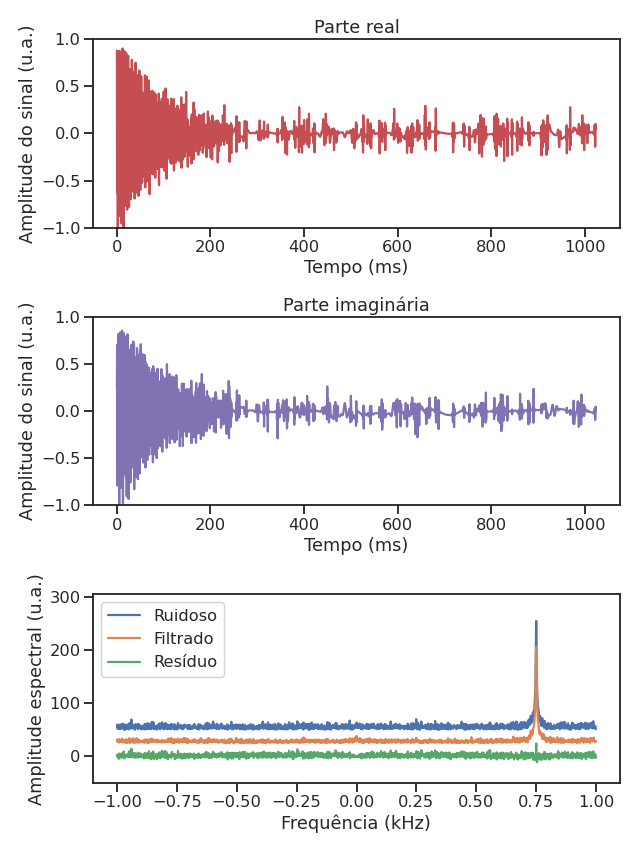 Parte real
Amplitude do sinal (u.a.)
1.0
0.5
0.0
−0.5
−1.0
0 200 400 600 800 1000
Tempo (ms)
Parte imaginária
Amplitude do sinal (u.a.)
1.0
0.5
0.0
−0.5
−1.0
0 200 400 600 800 1000
Tempo (ms)
Amplitude espectral (u.a.)
300
200
100
0
Ruidoso
Filtrado
Resíduo
−1.00 −0.75 −0.50 −0.25 0.00 0.25 0.50 0.75 1.00
Frequência (kHz)